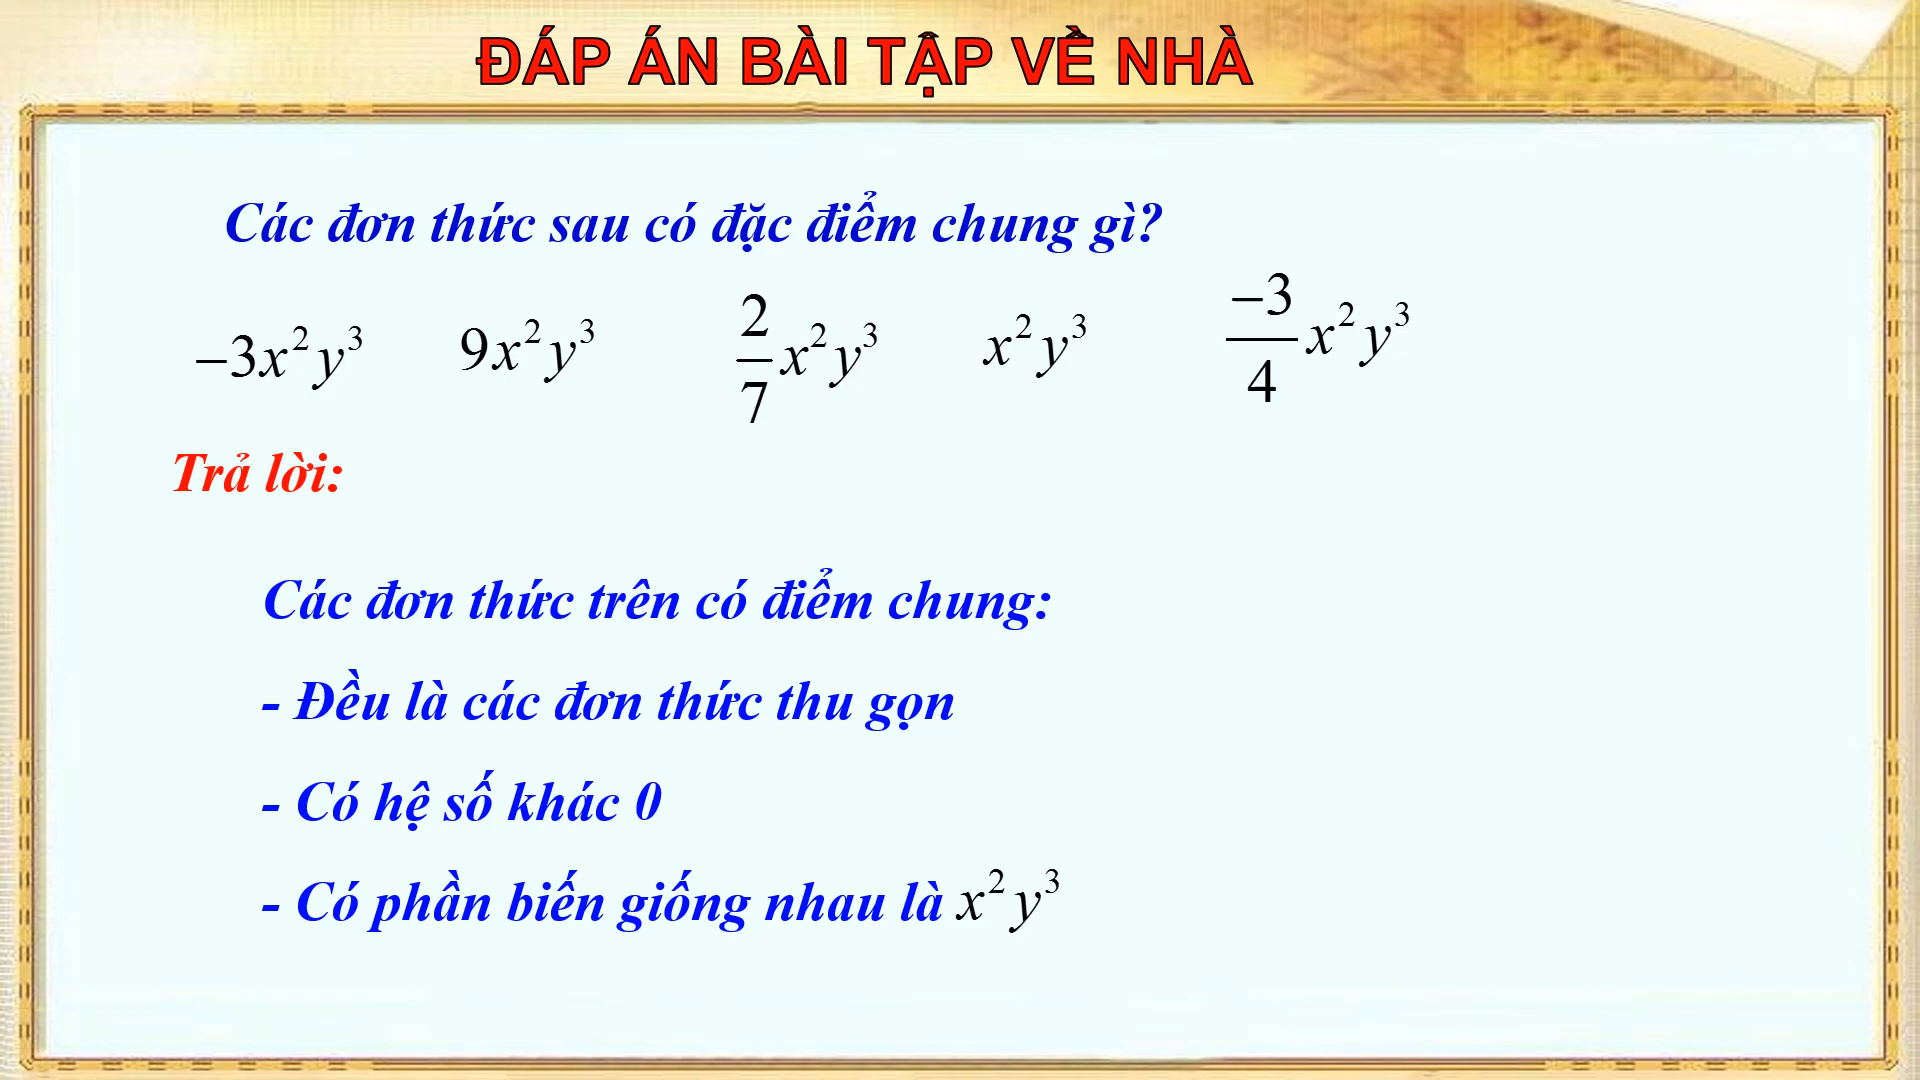 ĐÁP ÁN BÀI TẬP VỀ NHÀ
Các đơn thức sau có đặc điểm chung gì?
−3x²y³ 9x²y³ 2/7 x²y³ x²y³ −3/4 x²y³
Trả lời:
Các đơn thức trên có điểm chung:
- Đều là các đơn thức thu gọn
- Có hệ số khác 0
- Có phần biến giống nhau là x²y³